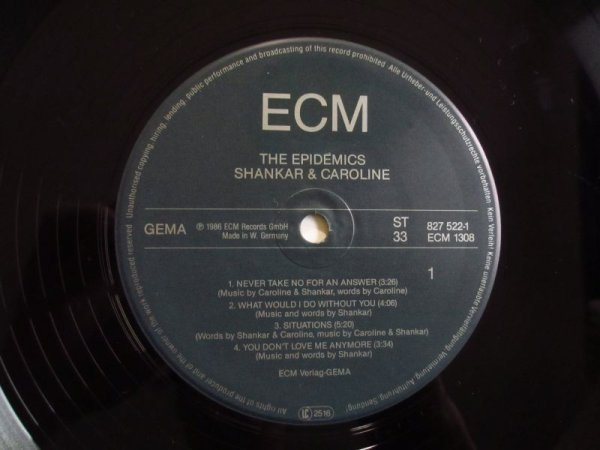 Unauthorised copying, hiring, lending, public performance and broadcasting of this record prohibited. Alle Urheber- und Leistungsschutzrechte vorbehalten Kein Verleih! Keine
ECM
THE EPIDEMICS
SHANKAR & CAROLINE
GEMA
℗ 1986 ECM Records GmbH
Made in W. Germany
ST
33
827 522-1
ECM 1308
1
1. NEVER TAKE NO FOR AN ANSWER (3:26)
(Music by Caroline & Shankar, words by Caroline)
2. WHAT WOULD I DO WITHOUT YOU (4:06)
(Music and words by Shankar)
3. SITUATIONS (5:20)
(Words by Shankar & Caroline, music by Caroline & Shankar)
4. YOU DON'T LOVE ME ANYMORE (3:34)
(Music and words by Shankar)
ECM Verlag-GEMA
LC 2516
All rights of the producer and of the owner of the work reproduced reserved